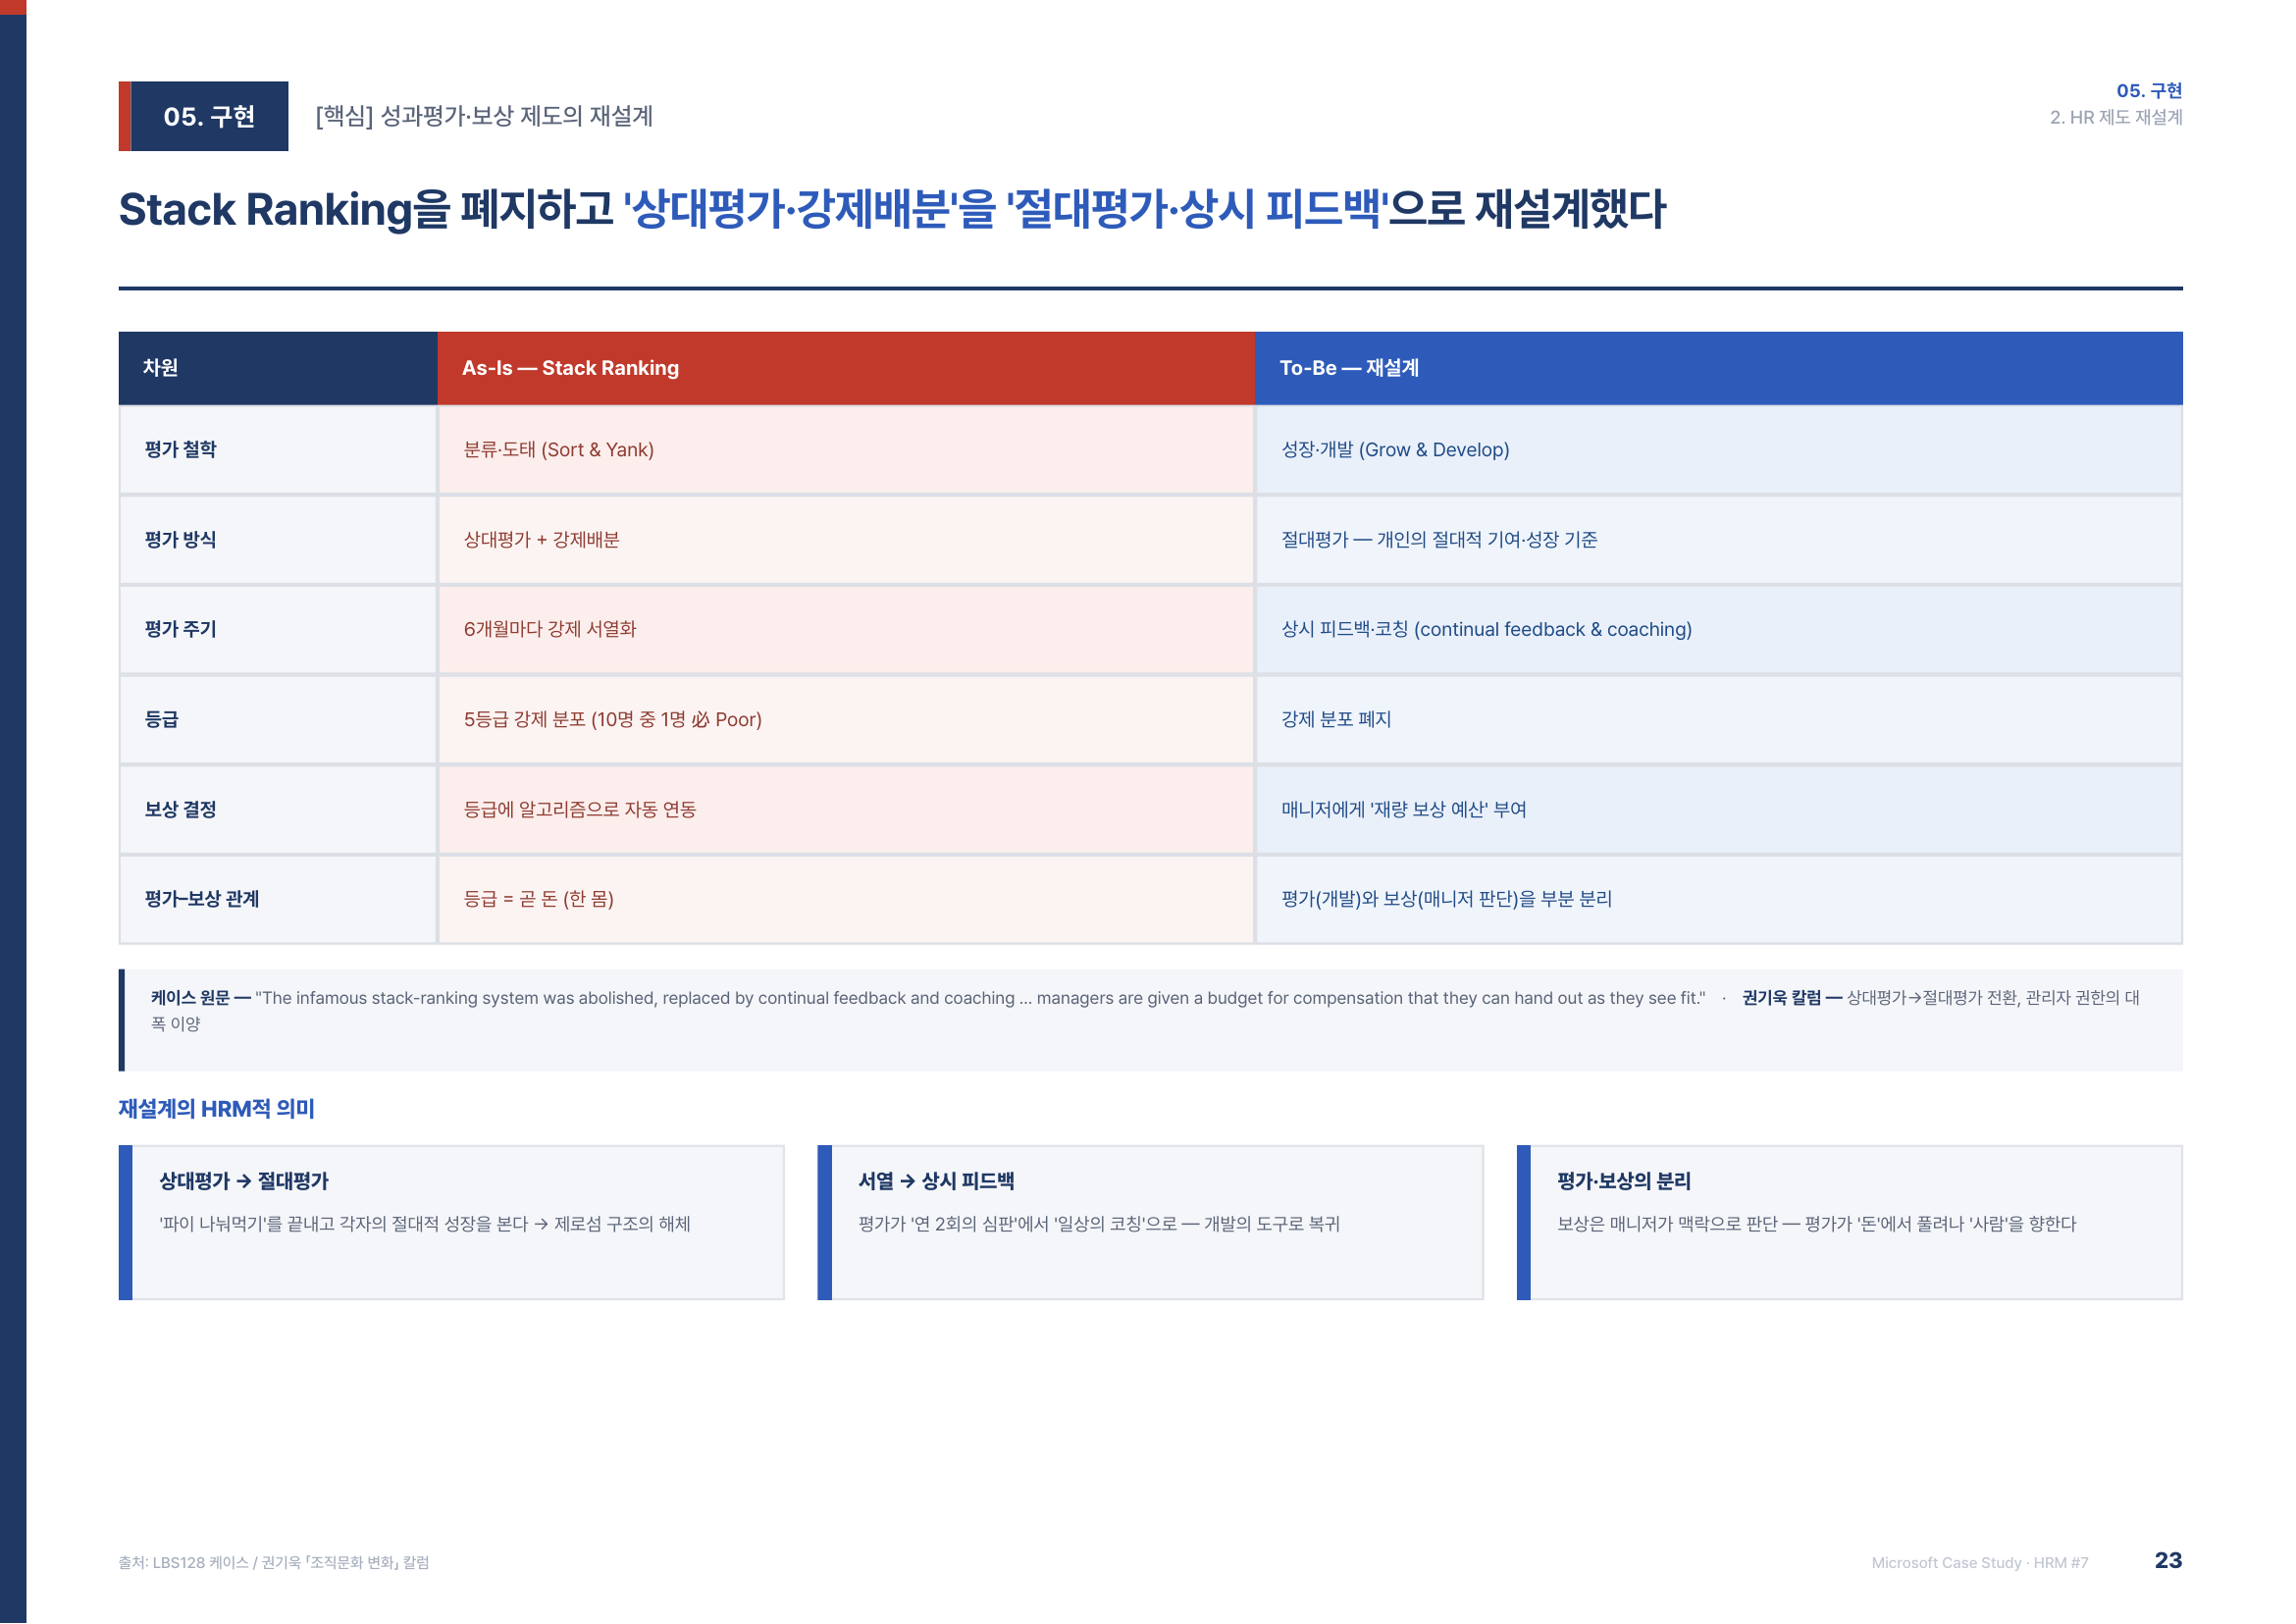 05. 구현
[핵심] 성과평가·보상 제도의 재설계
05. 구현
2. HR 제도 재설계
Stack Ranking을 폐지하고 '상대평가·강제배분'을 '절대평가·상시 피드백'으로 재설계했다
차원
As-Is — Stack Ranking
To-Be — 재설계
평가 철학
분류·도태 (Sort & Yank)
성장·개발 (Grow & Develop)
평가 방식
상대평가 + 강제배분
절대평가 — 개인의 절대적 기여·성장 기준
평가 주기
6개월마다 강제 서열화
상시 피드백·코칭 (continual feedback & coaching)
등급
5등급 강제 분포 (10명 중 1명 必 Poor)
강제 분포 폐지
보상 결정
등급에 알고리즘으로 자동 연동
매니저에게 '재량 보상 예산' 부여
평가–보상 관계
등급 = 곧 돈 (한 몸)
평가(개발)와 보상(매니저 판단)을 부분 분리
케이스 원문 — "The infamous stack-ranking system was abolished, replaced by continual feedback and coaching ... managers are given a budget for compensation that they can hand out as they see fit." · 권기욱 칼럼 — 상대평가→절대평가 전환, 관리자 권한의 대
폭 이양
재설계의 HRM적 의미
상대평가 → 절대평가
'파이 나눠먹기'를 끝내고 각자의 절대적 성장을 본다 → 제로섬 구조의 해체
서열 → 상시 피드백
평가가 '연 2회의 심판'에서 '일상의 코칭'으로 — 개발의 도구로 복귀
평가·보상의 분리
보상은 매니저가 맥락으로 판단 — 평가가 '돈'에서 풀려나 '사람'을 향한다
출처: LBS128 케이스 / 권기욱 「조직문화 변화」 칼럼
Microsoft Case Study · HRM #7
23